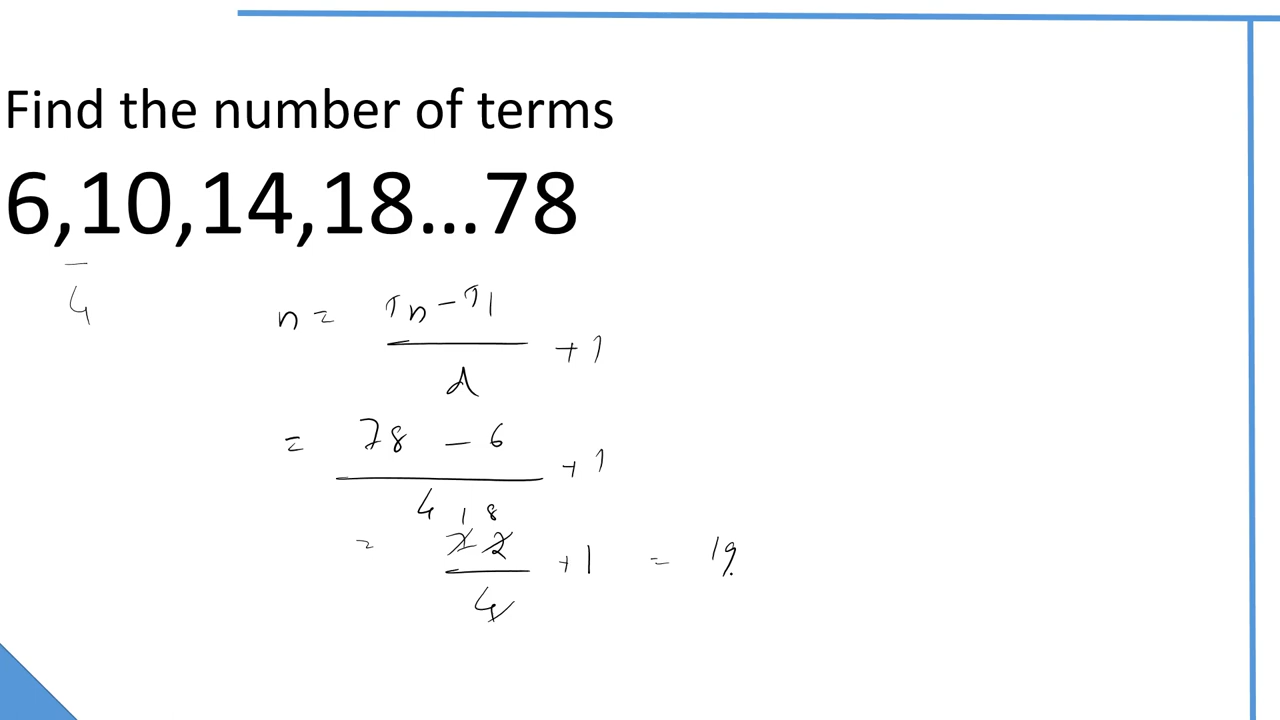 Find the number of terms
6,10,14,18...78
4
n = Tn - T1 / d + 1
= 78 - 6 / 4 + 1
= 72 / 4 + 1 = 19
18